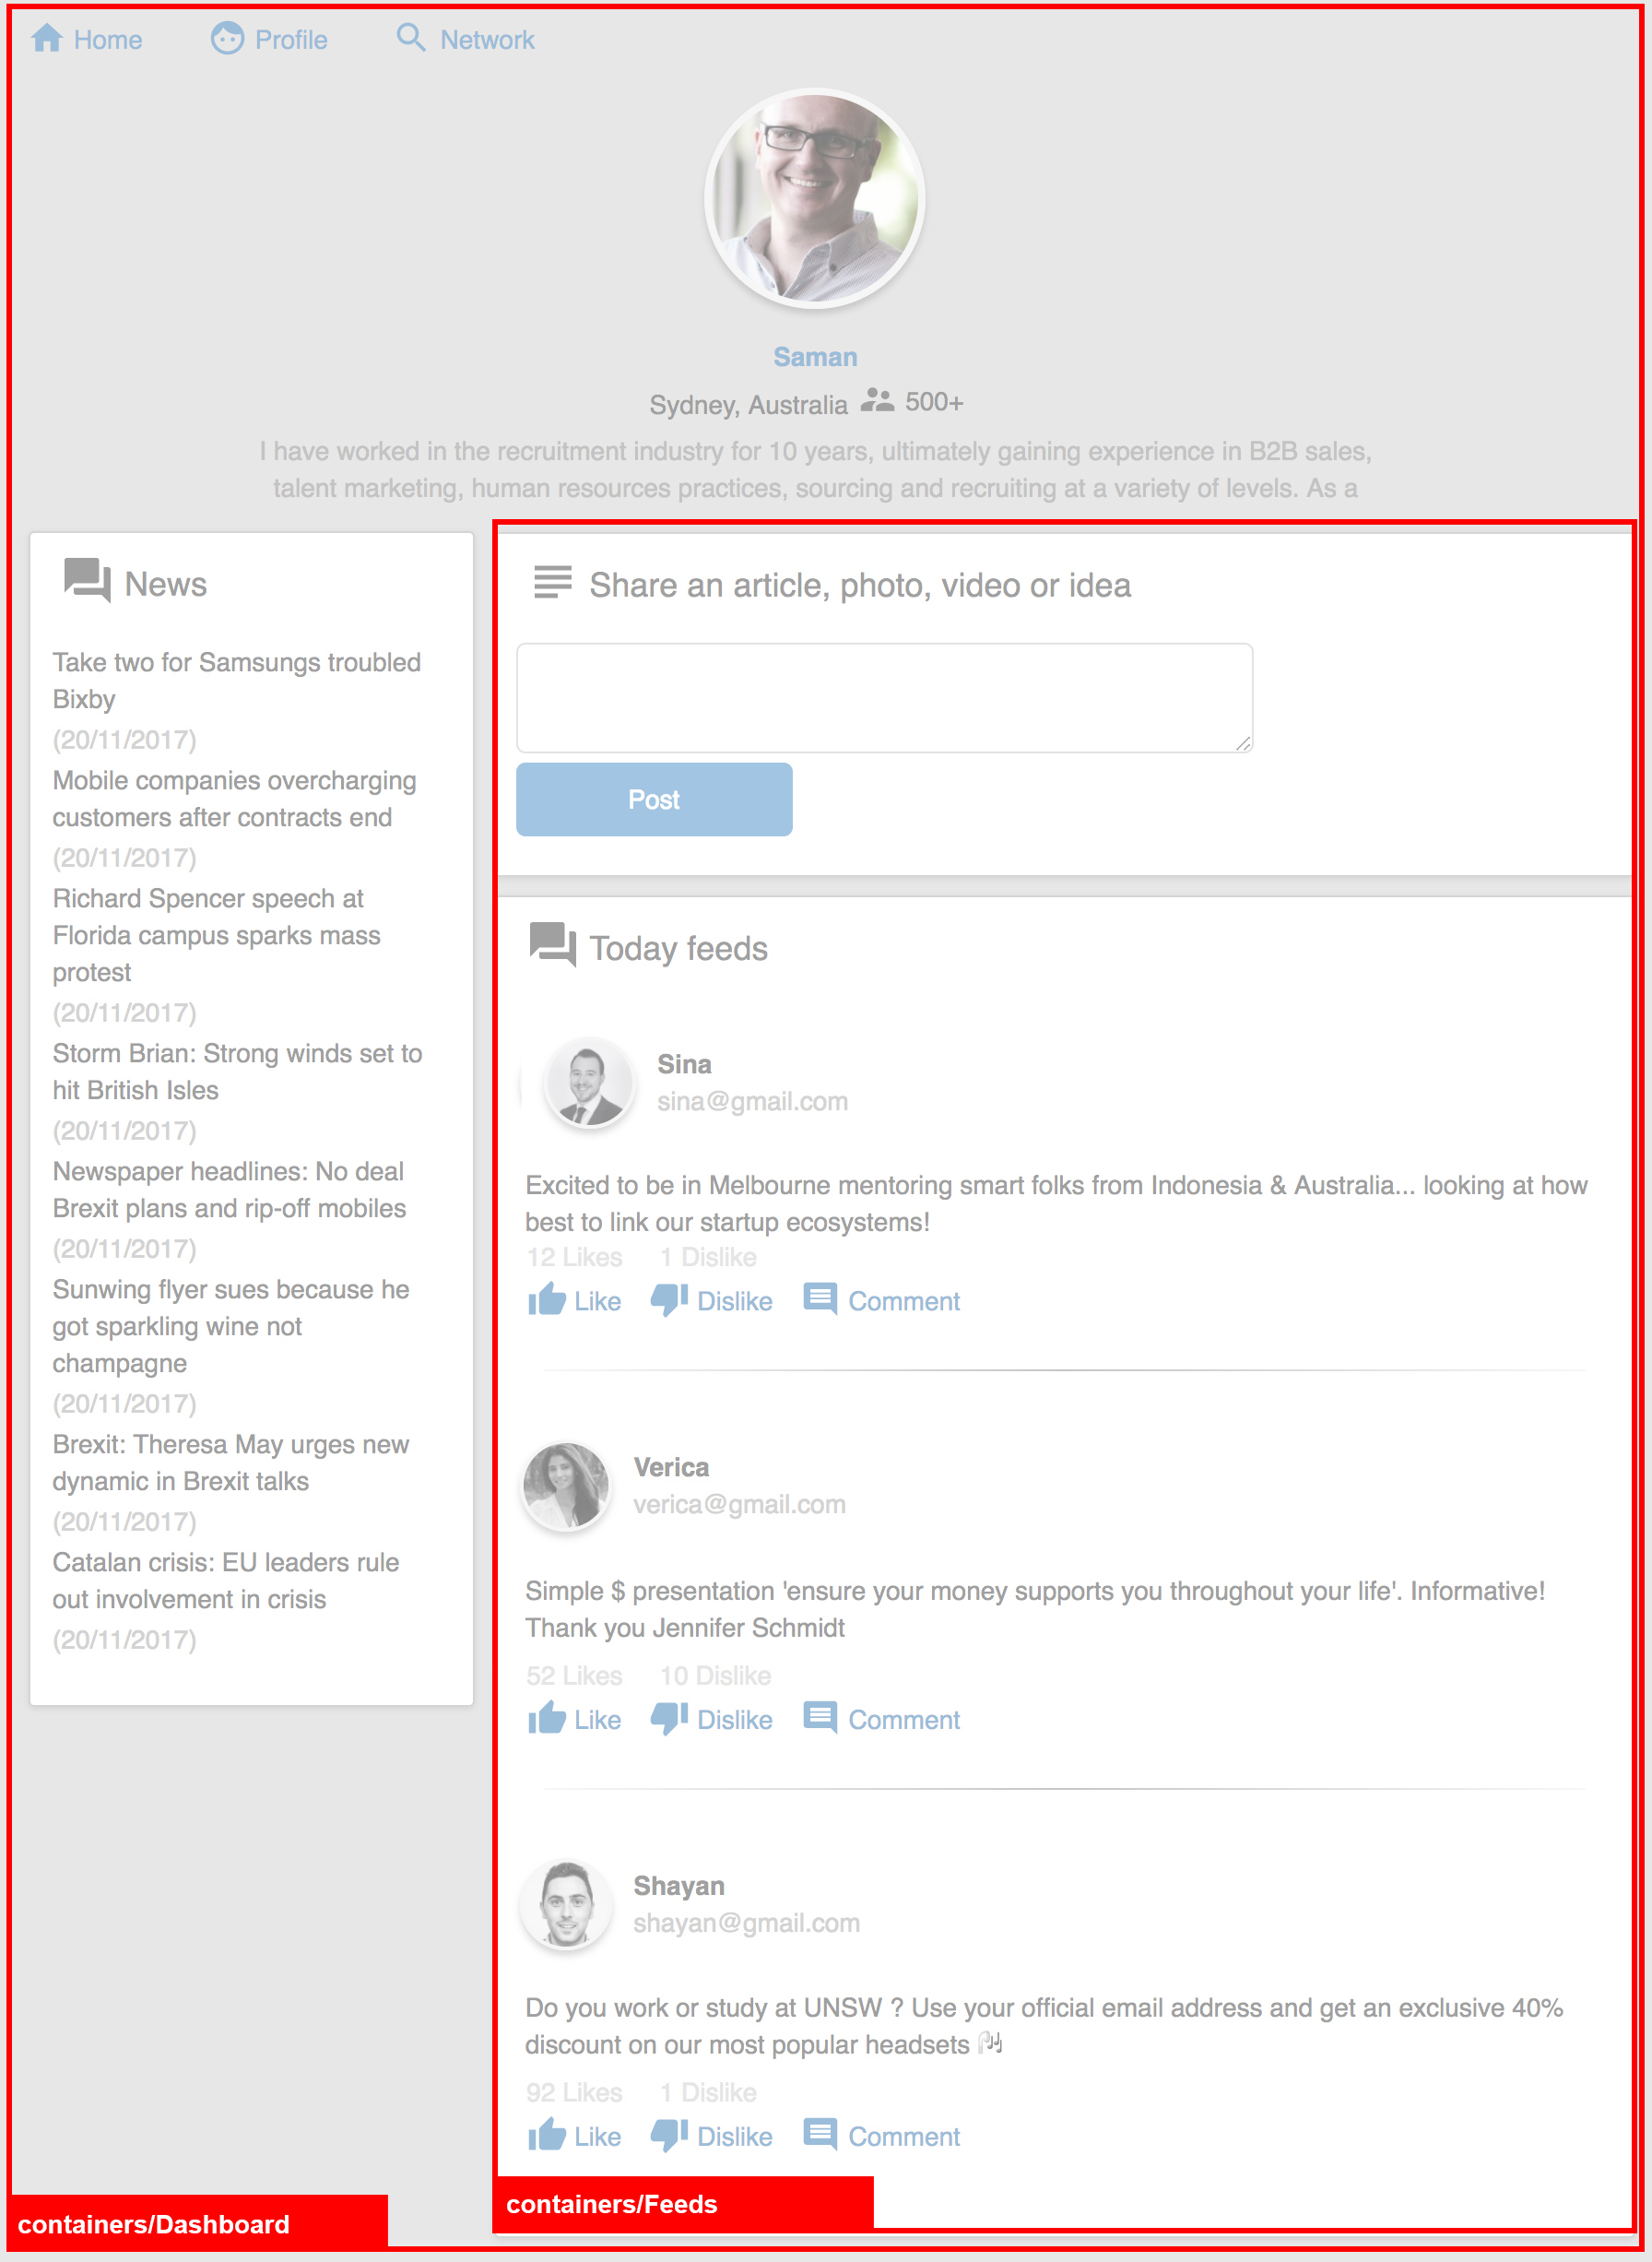 Home Profile Network
Saman
Sydney, Australia 500+
I have worked in the recruitment industry for 10 years, ultimately gaining experience in B2B sales,
talent marketing, human resources practices, sourcing and recruiting at a variety of levels. As a
News
Take two for Samsungs troubled
Bixby
(20/11/2017)
Mobile companies overcharging
customers after contracts end
(20/11/2017)
Richard Spencer speech at
Florida campus sparks mass
protest
(20/11/2017)
Storm Brian: Strong winds set to
hit British Isles
(20/11/2017)
Newspaper headlines: No deal
Brexit plans and rip-off mobiles
(20/11/2017)
Sunwing flyer sues because he
got sparkling wine not
champagne
(20/11/2017)
Brexit: Theresa May urges new
dynamic in Brexit talks
(20/11/2017)
Catalan crisis: EU leaders rule
out involvement in crisis
(20/11/2017)
Share an article, photo, video or idea
Post
Today feeds
Sina
sina@gmail.com
Excited to be in Melbourne mentoring smart folks from Indonesia & Australia... looking at how
best to link our startup ecosystems!
12 Likes 1 Dislike
Like Dislike Comment
Verica
verica@gmail.com
Simple $ presentation 'ensure your money supports you throughout your life'. Informative!
Thank you Jennifer Schmidt
52 Likes 10 Dislike
Like Dislike Comment
Shayan
shayan@gmail.com
Do you work or study at UNSW ? Use your official email address and get an exclusive 40%
discount on our most popular headsets 🎧
92 Likes 1 Dislike
Like Dislike Comment
containers/Feeds
containers/Dashboard